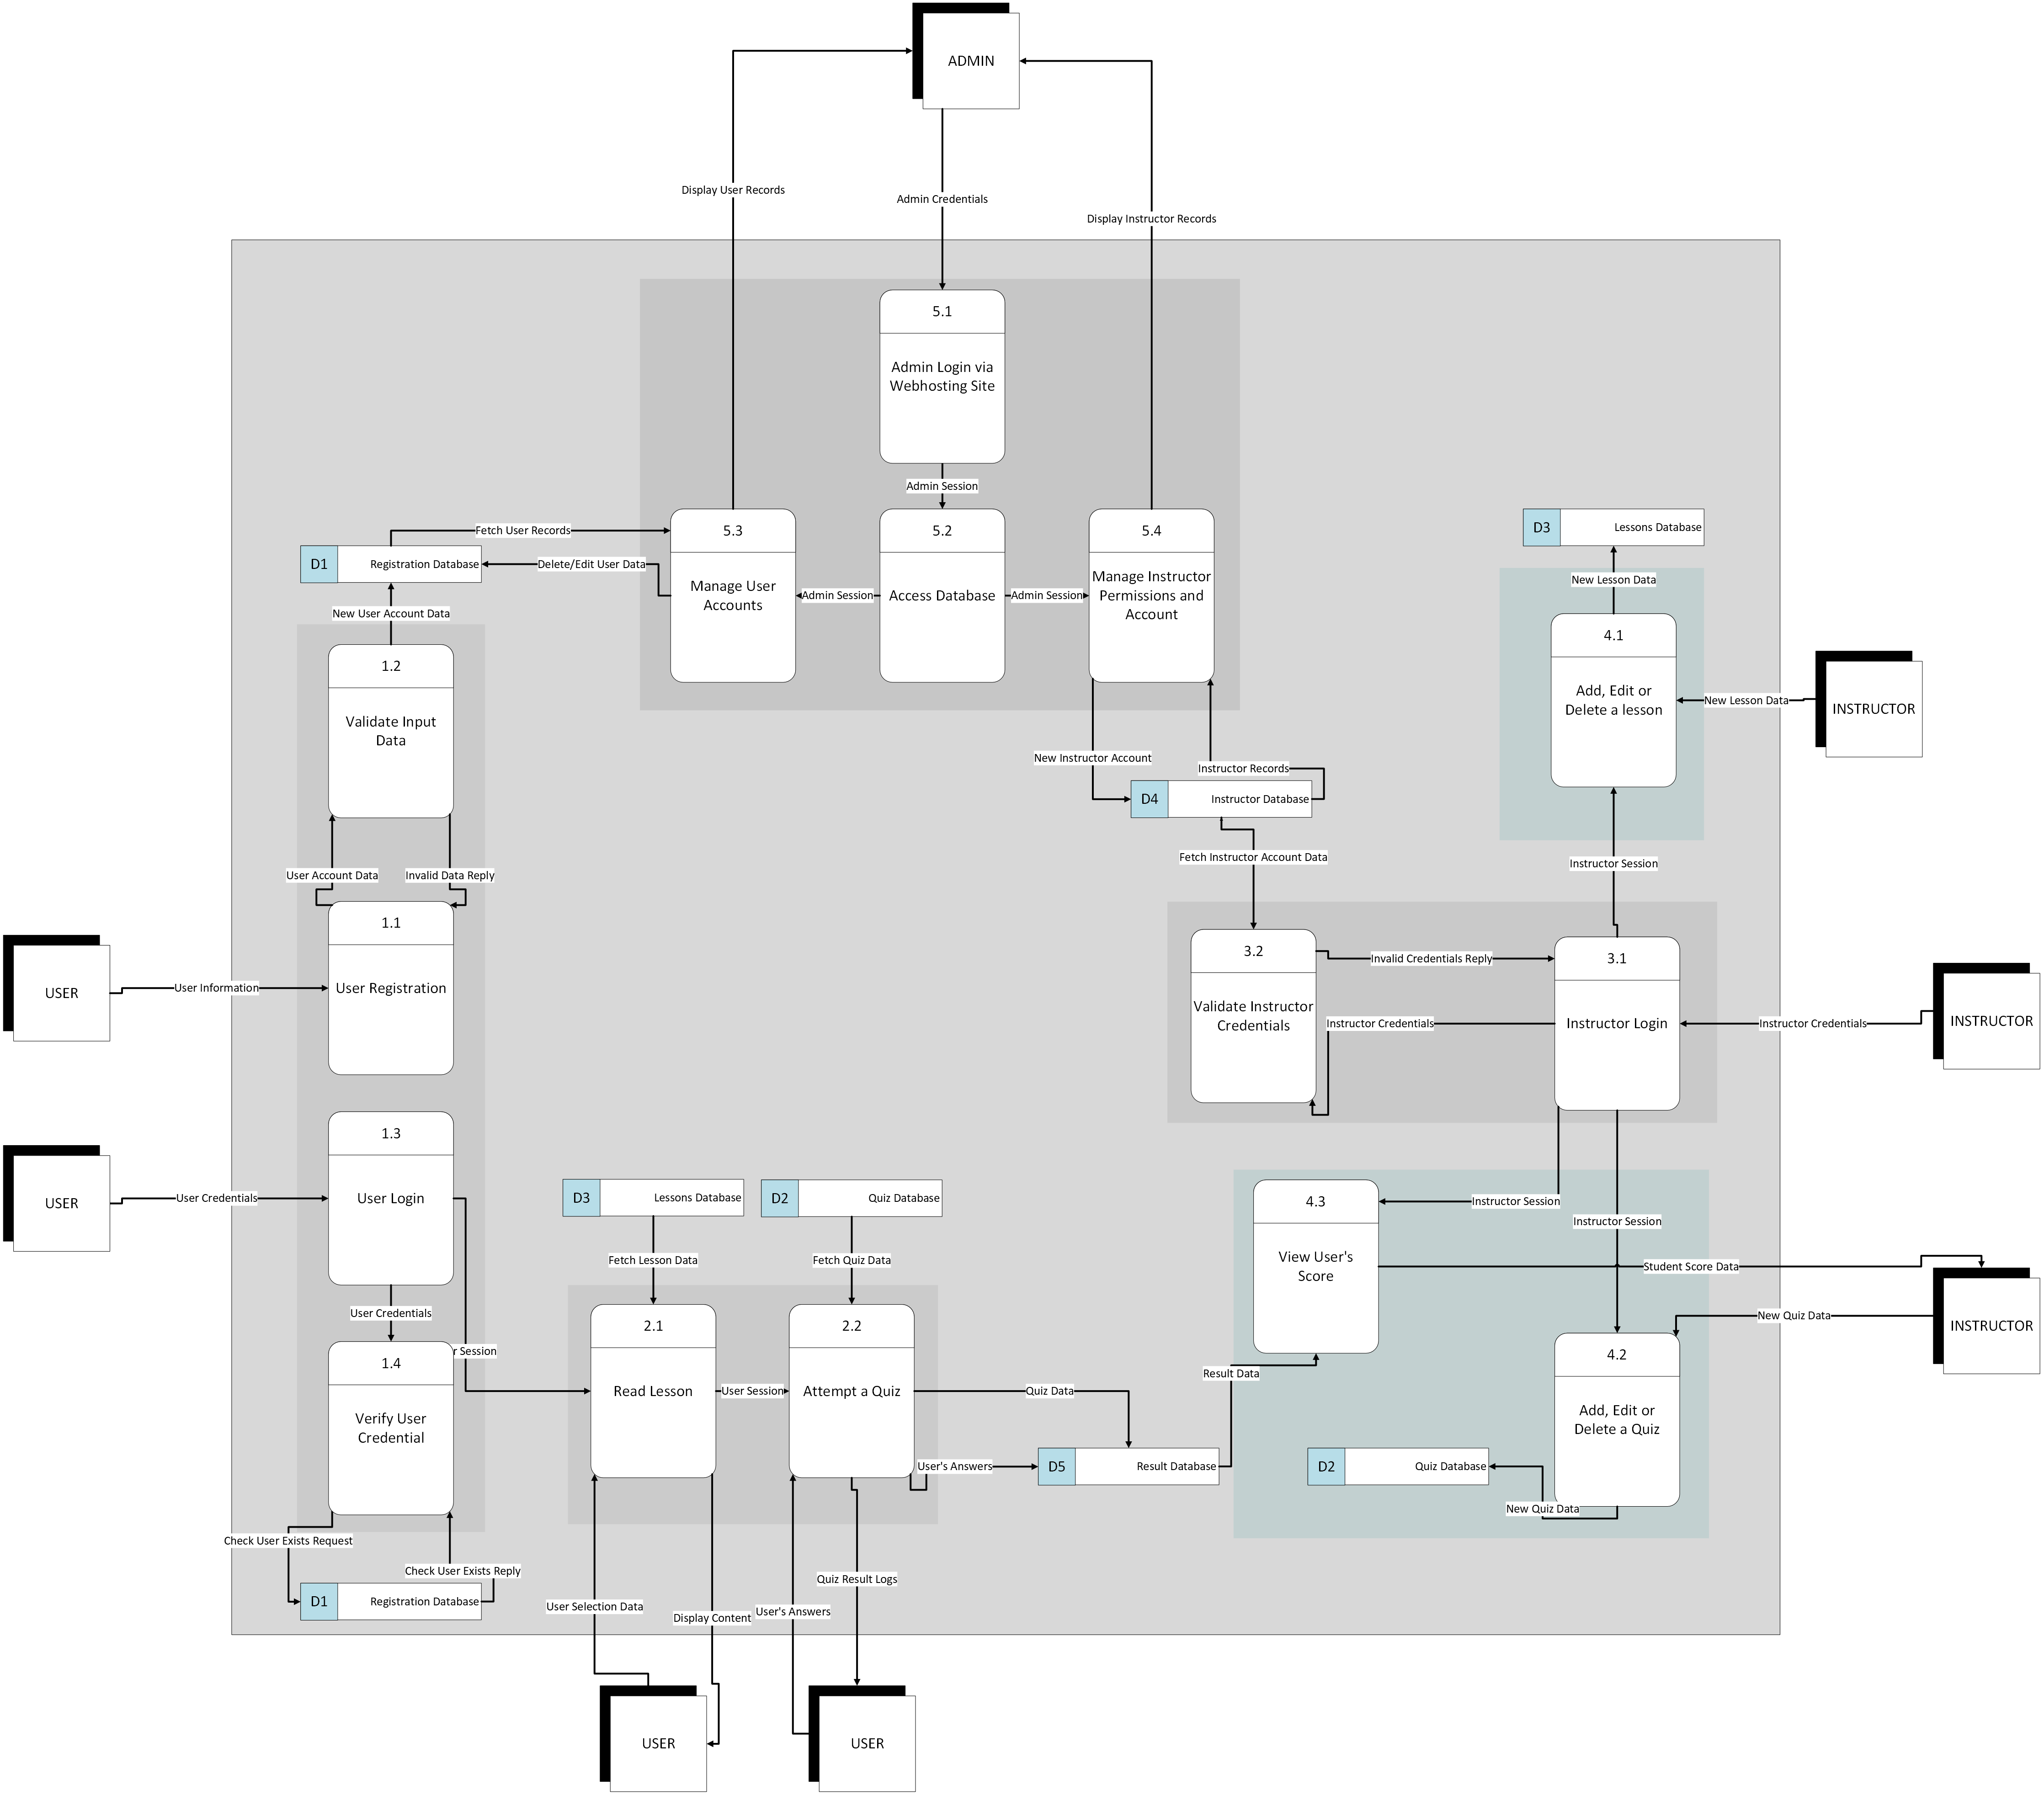 ADMIN
Display User Records
Admin Credentials
Display Instructor Records
5.1
Admin Login via
Webhosting Site
Admin Session
5.3
Manage User
Accounts
5.2
Access Database
5.4
Manage Instructor
Permissions and
Account
Admin Session
Admin Session
Fetch User Records
Delete/Edit User Data
D1
Registration Database
New User Account Data
1.2
Validate Input
Data
User Account Data
Invalid Data Reply
1.1
User Registration
USER
User Information
1.3
User Login
USER
User Credentials
User Credentials
r Session
1.4
Verify User
Credential
Check User Exists Request
Check User Exists Reply
D1
Registration Database
D3
Lessons Database
D2
Quiz Database
Fetch Lesson Data
Fetch Quiz Data
2.1
Read Lesson
User Session
2.2
Attempt a Quiz
Quiz Data
User's Answers
D5
Result Database
Result Data
User Selection Data
Display Content
User's Answers
Quiz Result Logs
USER
USER
New Instructor Account
Instructor Records
D4
Instructor Database
Fetch Instructor Account Data
D3
Lessons Database
New Lesson Data
4.1
Add, Edit or
Delete a lesson
New Lesson Data
INSTRUCTOR
Instructor Session
3.2
Validate Instructor
Credentials
Invalid Credentials Reply
Instructor Credentials
3.1
Instructor Login
Instructor Credentials
INSTRUCTOR
4.3
View User's
Score
Instructor Session
Instructor Session
Student Score Data
New Quiz Data
INSTRUCTOR
4.2
Add, Edit or
Delete a Quiz
D2
Quiz Database
New Quiz Data